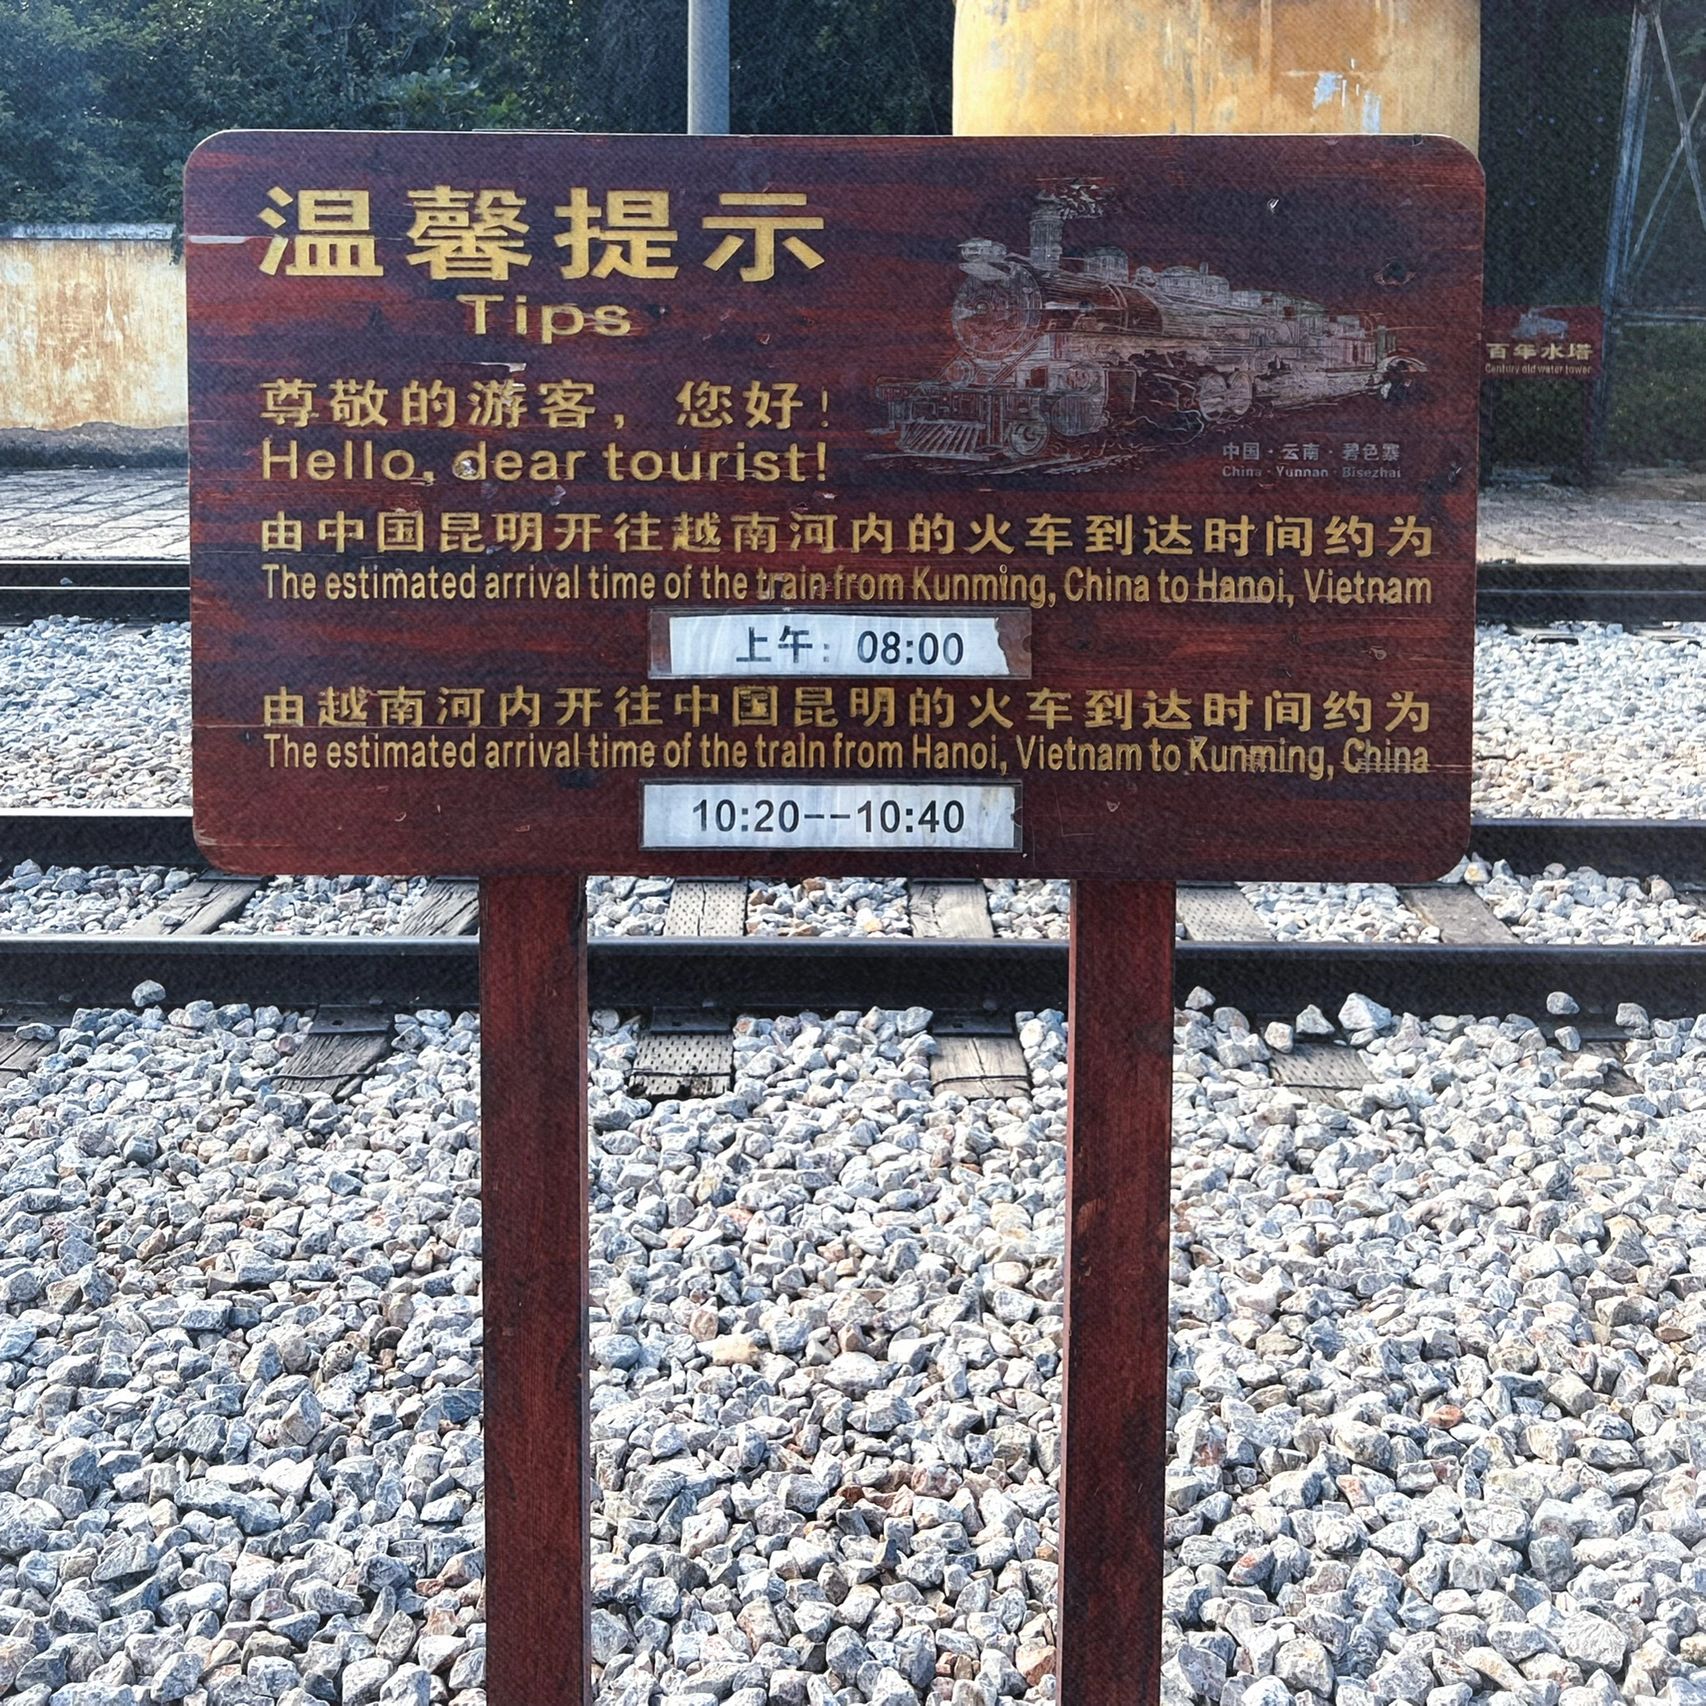 温馨提示
Tips
尊敬的游客，您好！
Hello, dear tourist!
中国·云南·碧色寨
China·Yunnan·Bisezhai
由中国昆明开往越南河内的火车到达时间约为
The estimated arrival time of the train from Kunming, China to Hanoi, Vietnam
上午：08:00
由越南河内开往中国昆明的火车到达时间约为
The estimated arrival time of the train from Hanoi, Vietnam to Kunming, China
10:20--10:40
百年水塔
Century old water tower